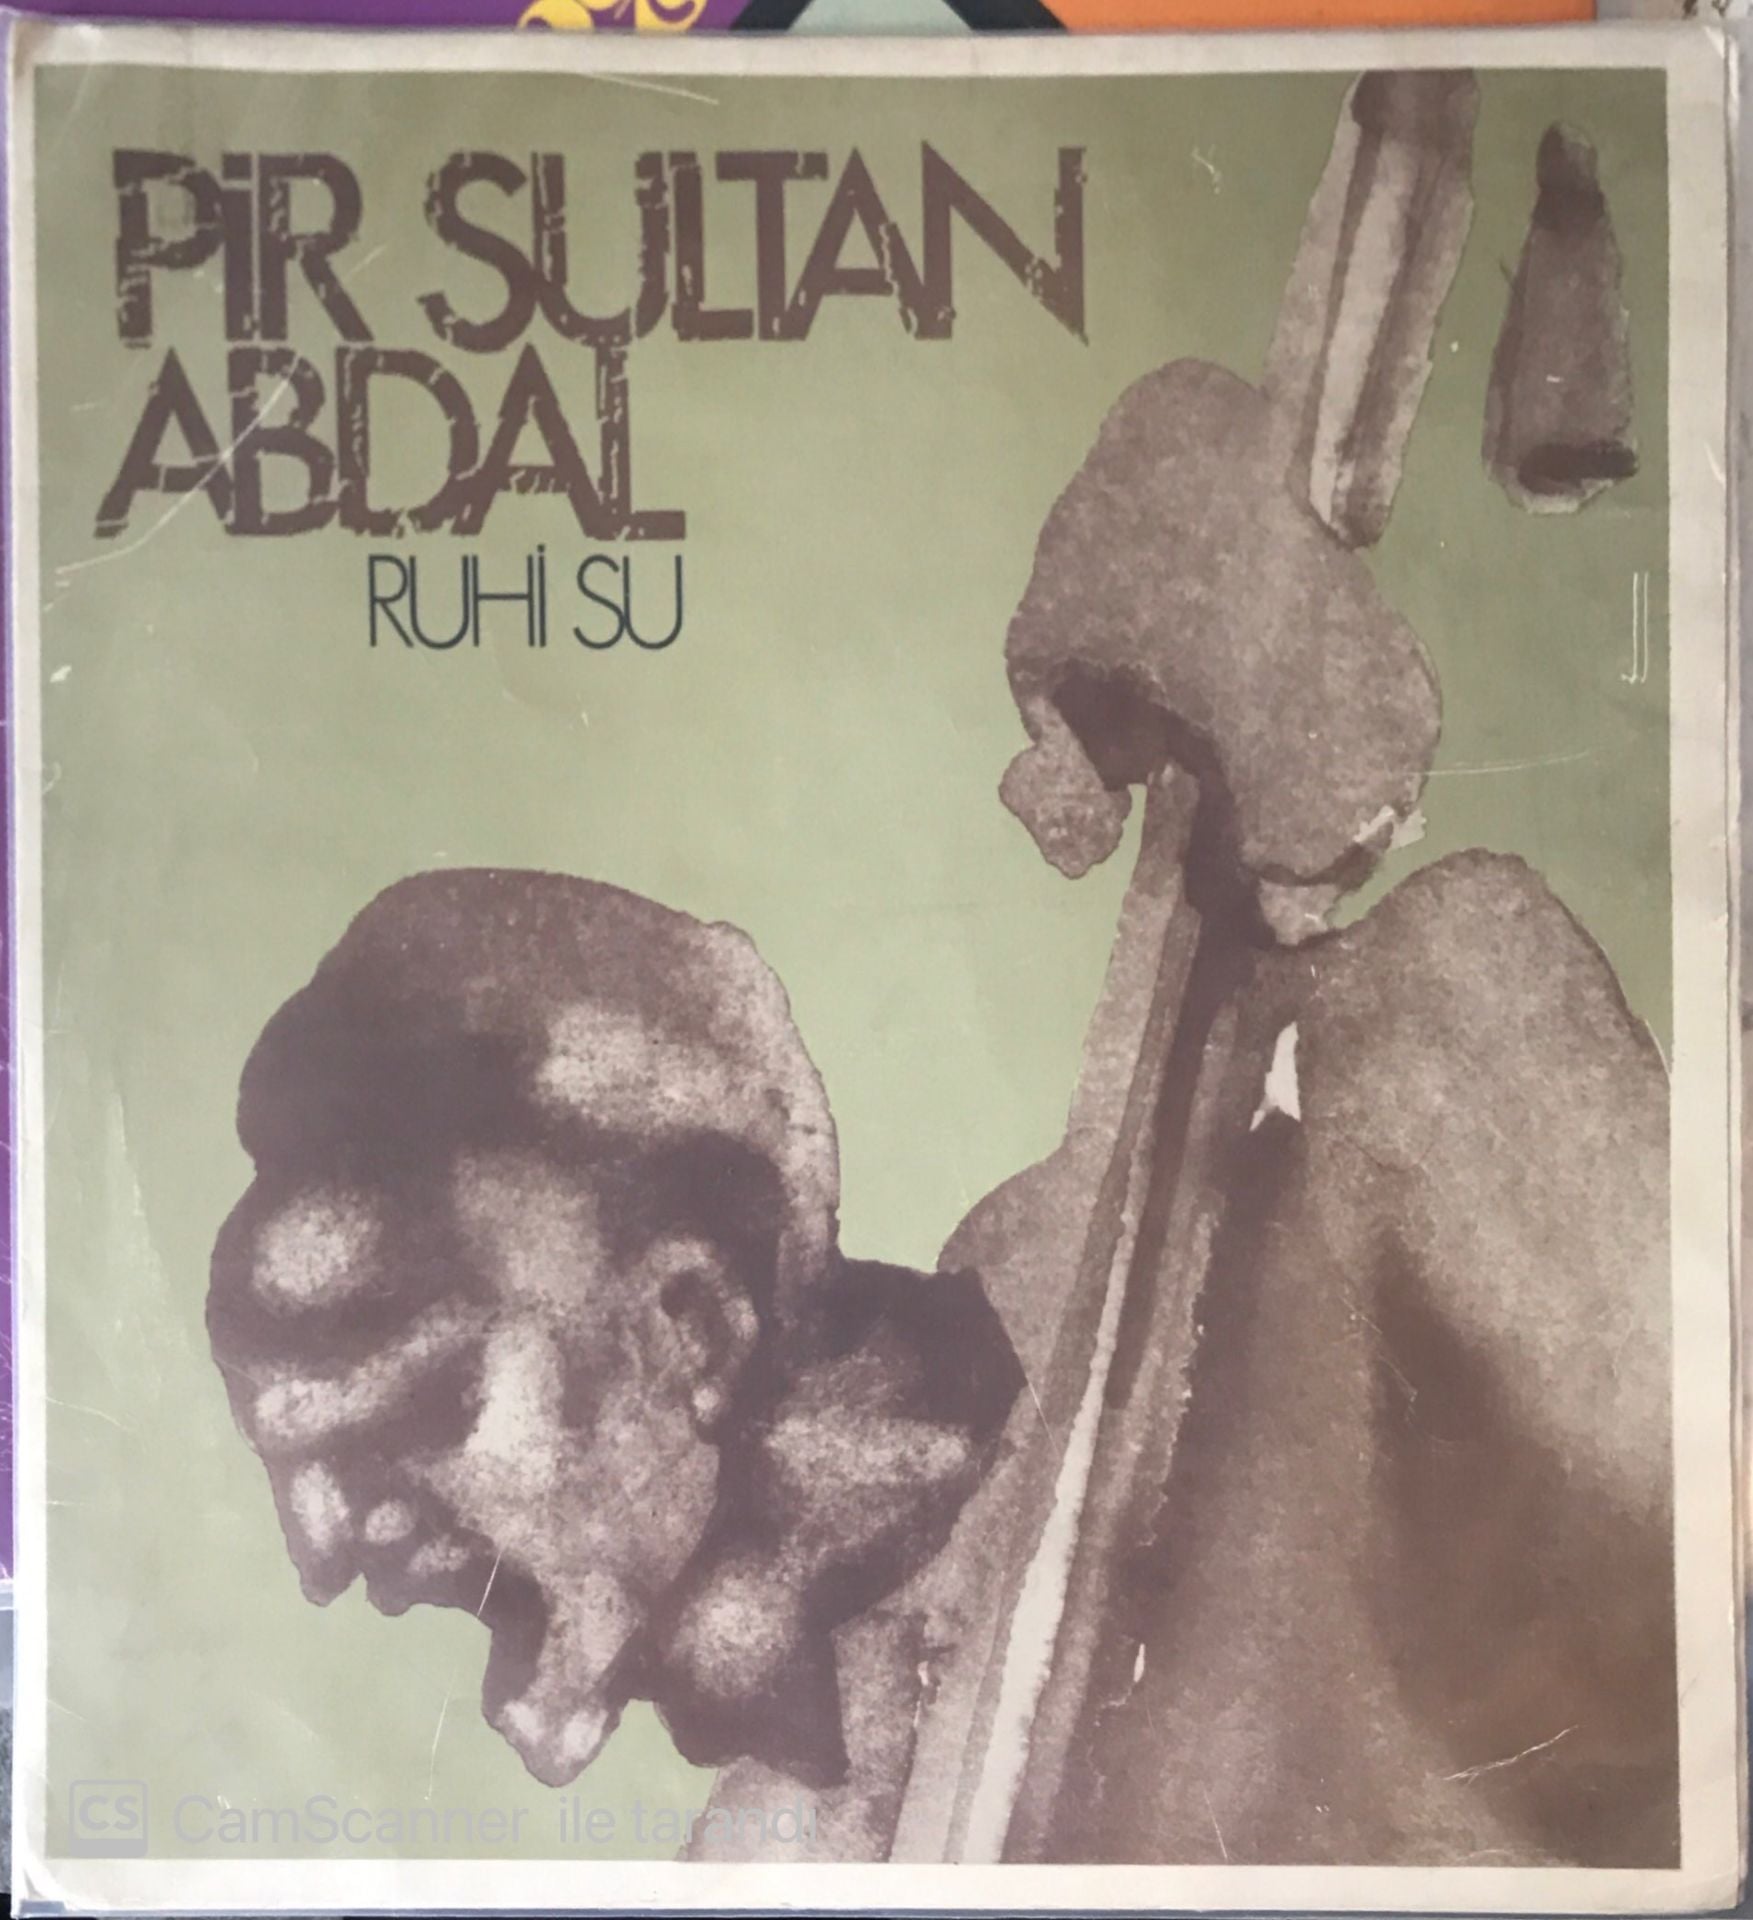 PİR SULTAN
ABDAL
RUHİ SU
CS CamScanner ile tarandı